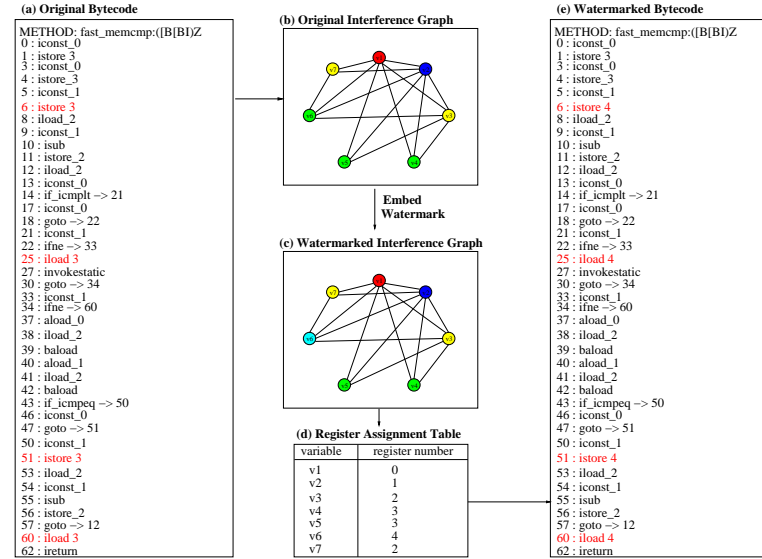 (a) Original Bytecode
METHOD: fast_memcmp:([B[BI)Z
0 : iconst_0
1 : istore 3
3 : iconst_0
4 : istore_3
5 : iconst_1
6 : istore 3
8 : iload_2
9 : iconst_1
10 : isub
11 : istore_2
12 : iload_2
13 : iconst_0
14 : if_icmplt −> 21
17 : iconst_0
18 : goto −> 22
21 : iconst_1
22 : ifne −> 33
25 : iload 3
27 : invokestatic
30 : goto −> 34
33 : iconst_1
34 : ifne −> 60
37 : aload_0
38 : iload_2
39 : baload
40 : aload_1
41 : iload_2
42 : baload
43 : if_icmpeq −> 50
46 : iconst_0
47 : goto −> 51
50 : iconst_1
51 : istore 3
53 : iload_2
54 : iconst_1
55 : isub
56 : istore_2
57 : goto −> 12
60 : iload 3
62 : ireturn
(b) Original Interference Graph
v7
v3
v6
v5
v4
Embed
Watermark
(c) Watermarked Interference Graph
v7
v6
v3
v5
v4
(d) Register Assignment Table
variable register number
v1 0
v2 1
v3 2
v4 3
v5 3
v6 4
v7 2
(e) Watermarked Bytecode
METHOD: fast_memcmp:([B[BI)Z
0 : iconst_0
1 : istore 3
3 : iconst_0
4 : istore_3
5 : iconst_1
6 : istore 4
8 : iload_2
9 : iconst_1
10 : isub
11 : istore_2
12 : iload_2
13 : iconst_0
14 : if_icmplt −> 21
17 : iconst_0
18 : goto −> 22
21 : iconst_1
22 : ifne −> 33
25 : iload 4
27 : invokestatic
30 : goto −> 34
33 : iconst_1
34 : ifne −> 60
37 : aload_0
38 : iload_2
39 : baload
40 : aload_1
41 : iload_2
42 : baload
43 : if_icmpeq −> 50
46 : iconst_0
47 : goto −> 51
50 : iconst_1
51 : istore 4
53 : iload_2
54 : iconst_1
55 : isub
56 : istore_2
57 : goto −> 12
60 : iload 4
62 : ireturn